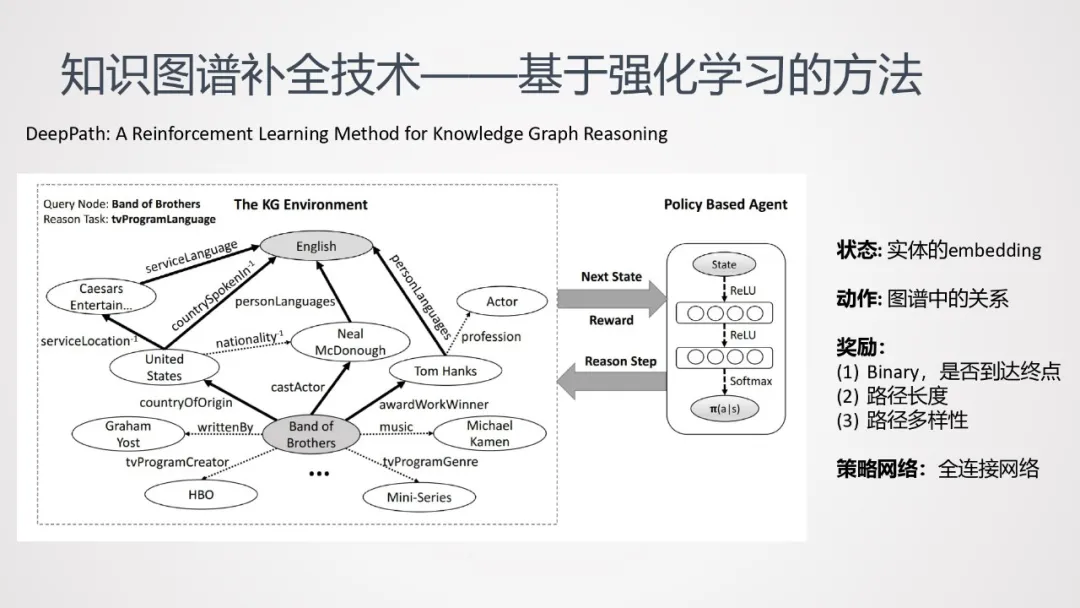 知识图谱补全技术——基于强化学习的方法
DeepPath: A Reinforcement Learning Method for Knowledge Graph Reasoning
Query Node: Band of Brothers
Reason Task: tvProgramLanguage
The KG Environment
English
serviceLanguage
countrySpokenIn⁻¹
personLanguages
personLanguages
Caesars
Entertain...
Actor
serviceLocation⁻¹
nationality⁻¹
Neal
McDonough
profession
United
States
Tom Hanks
castActor
countryOfOrigin
awardWorkWinner
Graham
Yost
writtenBy
Band of
Brothers
music
Michael
Kamen
tvProgramCreator
tvProgramGenre
•••
HBO
Mini-Series
Next State
Reward
Reason Step
Policy Based Agent
State
ReLU
ReLU
Softmax
π(a|s)
状态: 实体的embedding
动作: 图谱中的关系
奖励：
(1) Binary，是否到达终点
(2) 路径长度
(3) 路径多样性
策略网络：全连接网络